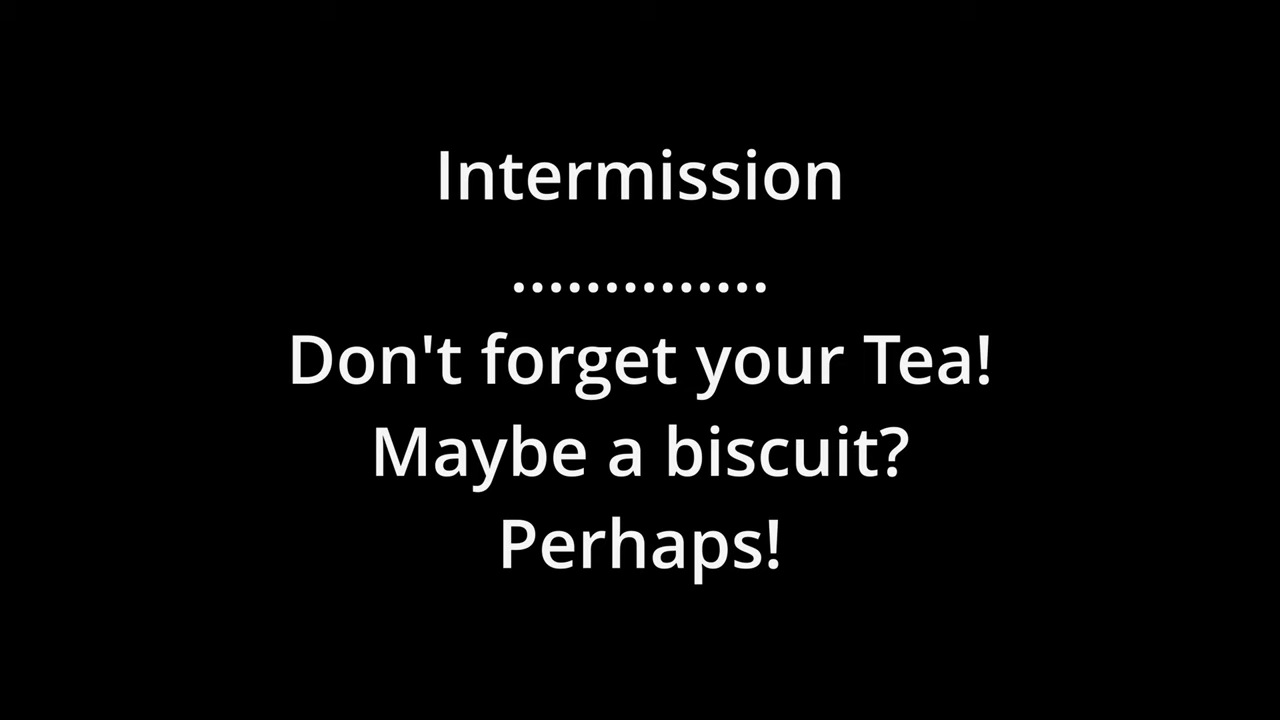 Intermission
..............
Don't forget your Tea!
Maybe a biscuit?
Perhaps!